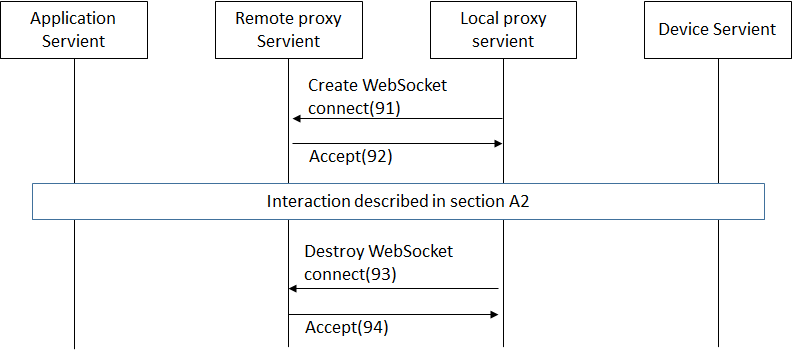 Application
Servient
Remote proxy
Servient
Local proxy
servient
Device Servient
Create WebSocket
connect(91)
Accept(92)
Interaction described in section A2
Destroy WebSocket
connect(93)
Accept(94)